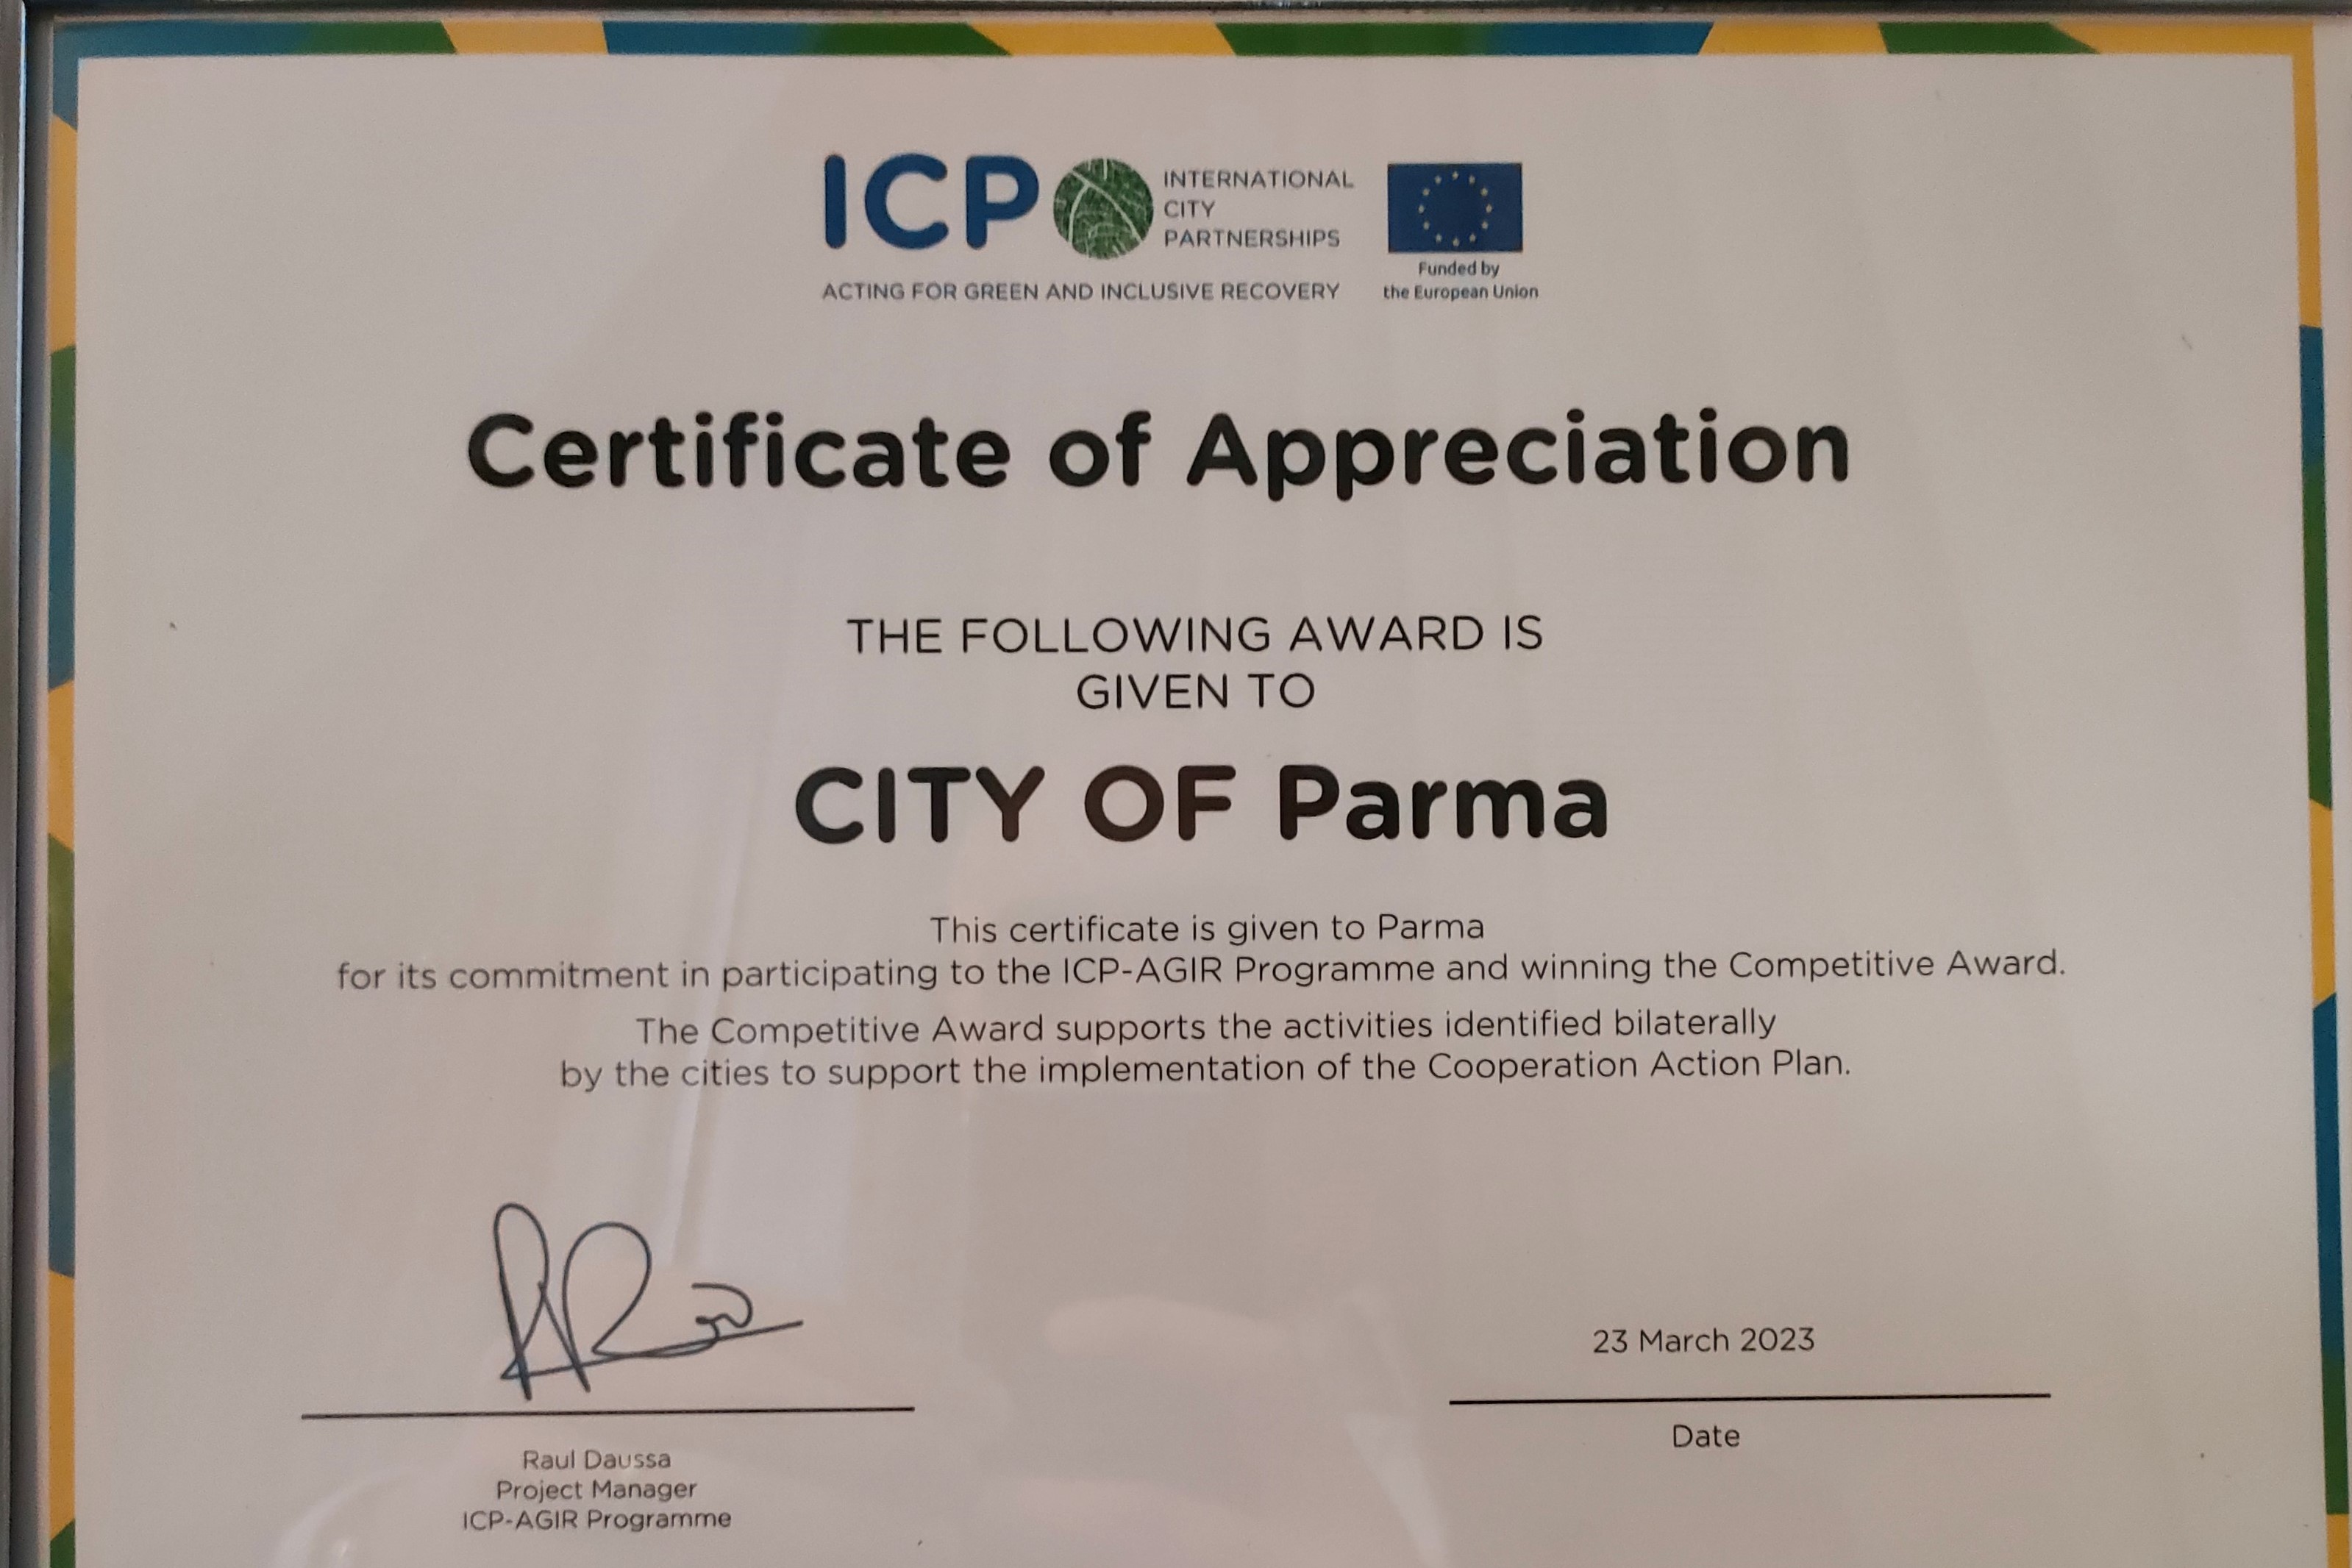 ICP
INTERNATIONAL
CITY
PARTNERSHIPS
ACTING FOR GREEN AND INCLUSIVE RECOVERY
Funded by
the European Union
Certificate of Appreciation
THE FOLLOWING AWARD IS
GIVEN TO
CITY OF Parma
This certificate is given to Parma
for its commitment in participating to the ICP-AGIR Programme and winning the Competitive Award.
The Competitive Award supports the activities identified bilaterally
by the cities to support the implementation of the Cooperation Action Plan.
23 March 2023
Date
Raul Daussa
Project Manager
ICP-AGIR Programme